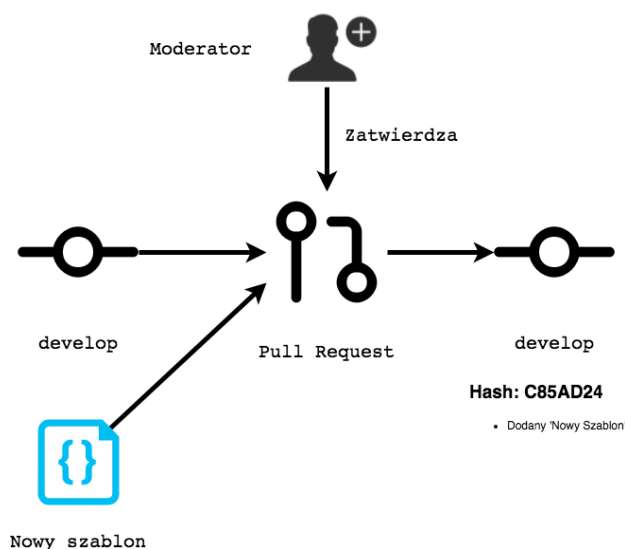 Moderator
Zatwierdza
develop
Pull Request
develop
Hash: C85AD24
• Dodany 'Nowy Szablon'
{}
Nowy szablon